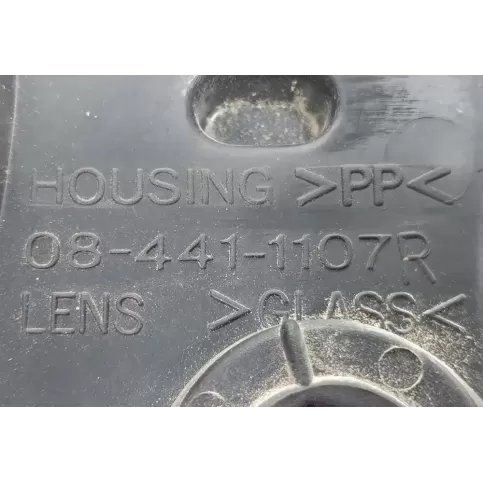 HOUSING >PP<
08-441-1107R
LENS >GLASS<